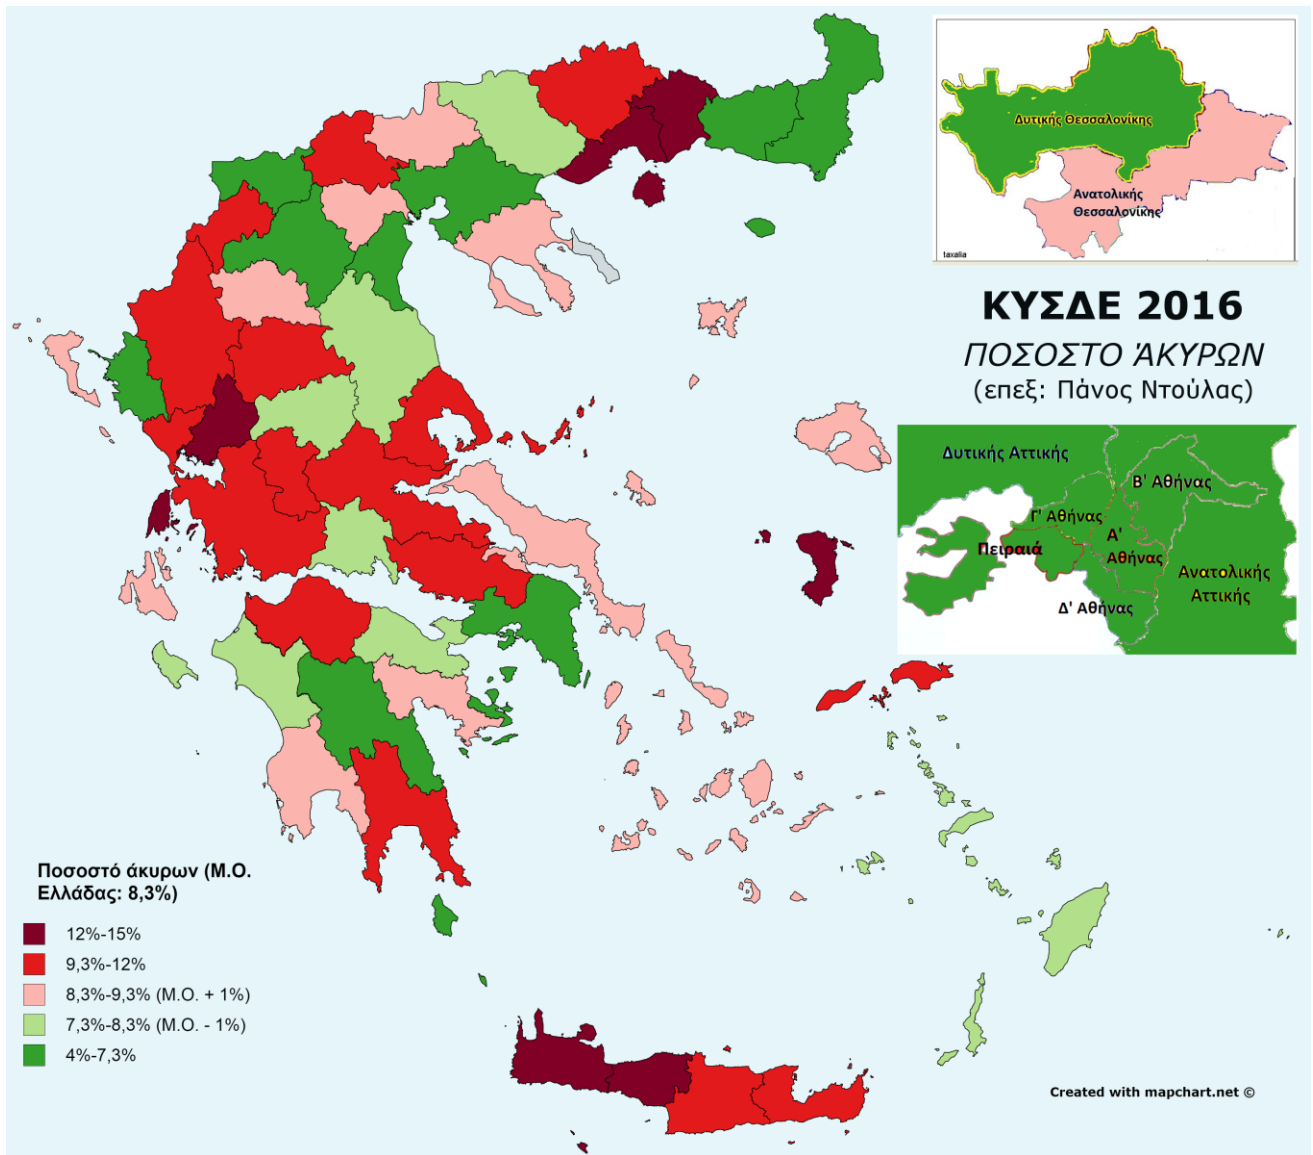 Δυτικής Θεσσαλονίκης
Ανατολικής
Θεσσαλονίκης
taxalia
ΚΥΣΔΕ 2016
ΠΟΣΟΣΤΟ ΆΚΥΡΩΝ
(επεξ: Πάνος Ντούλας)
Δυτικής Αττικής
Β' Αθήνας
Γ' Αθήνας
Α'
Αθήνας
Πειραιά
Ανατολικής
Αττικής
Δ' Αθήνας
Ποσοστό άκυρων (Μ.Ο.
Ελλάδας: 8,3%)
12%-15%
9,3%-12%
8,3%-9,3% (Μ.Ο. + 1%)
7,3%-8,3% (Μ.Ο. - 1%)
4%-7,3%
Created with mapchart.net ©